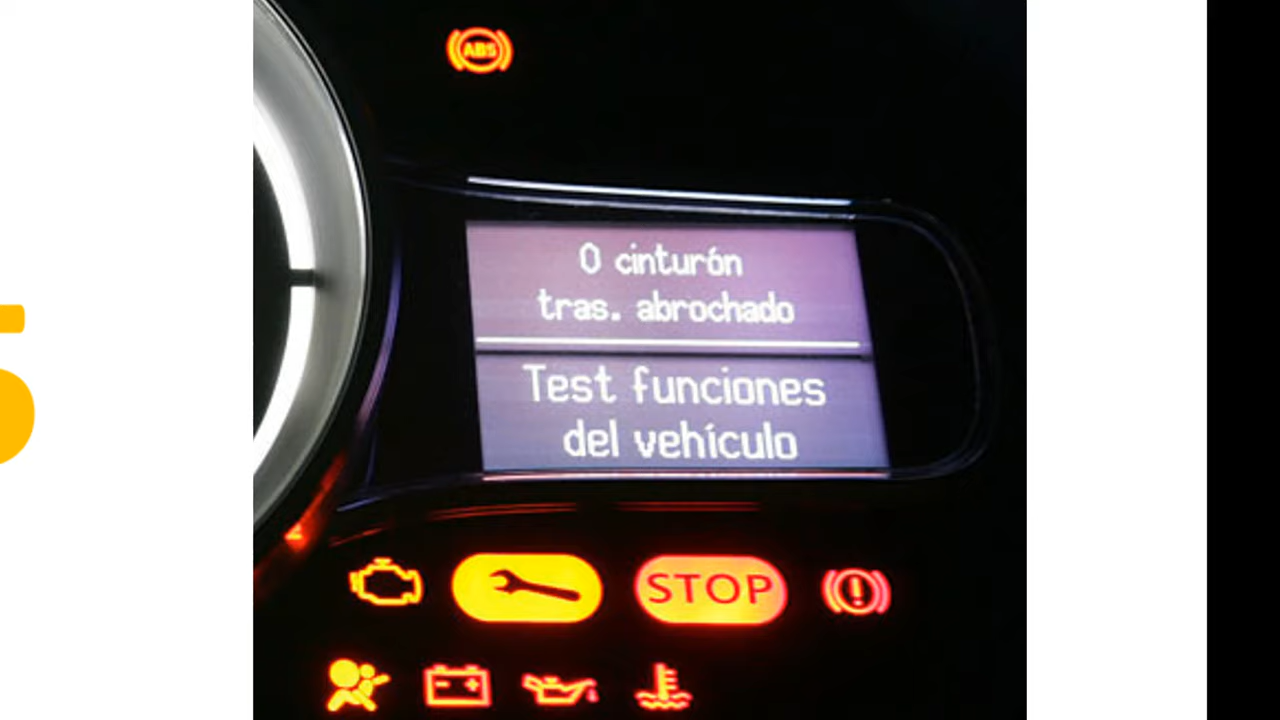 ABS
0 cinturón
tras. abrochado
Test funciones
del vehículo
STOP